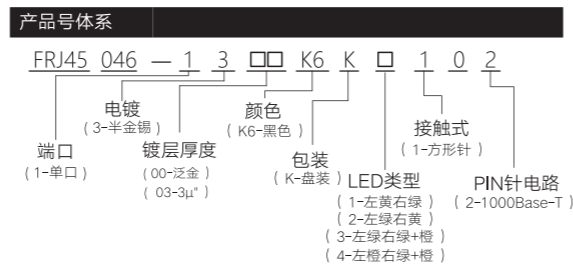 产品号体系
FRJ45 046 — 1 3 □□ K6 K □ 1 0 2
电镀
(3-半金锡)
颜色
(K6-黑色)
接触式
(1-方形针)
端口
(1-单口)
镀层厚度
(00-泛金)
(03-3μ")
包装
(K-盘装)
LED类型
(1-左黄右绿)
(2-左绿右黄)
(3-左绿右绿+橙)
(4-左橙右绿+橙)
PIN针电路
(2-1000Base-T)